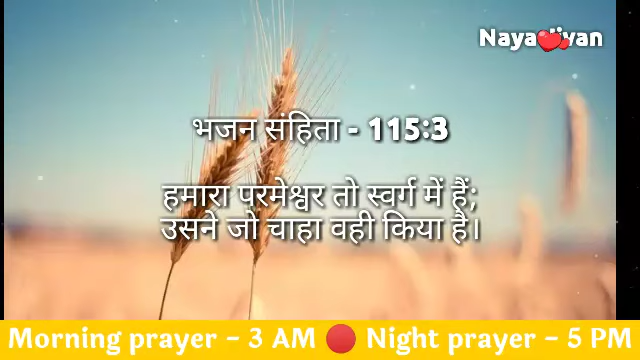 Naya Jivan
भजन संहिता - 115:3
हमारा परमेश्वर तो स्वर्ग में हैं;
उसने जो चाहा वही किया है।
Morning prayer - 3 AM 🔴 Night prayer - 5 PM